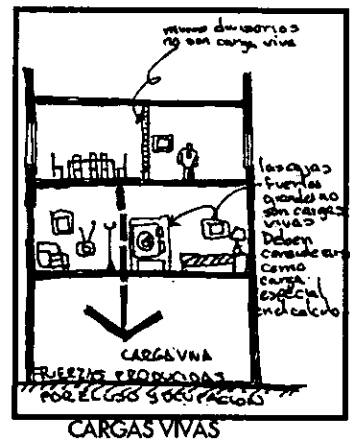 muros divisorios
no son carga viva
las cajas
fuertes
grandes no
son cargas
vivas
Deben
considerarse
como
carga
especial
en el calculo
CARGA VIVA
FUERZAS PRODUCIDAS
POR EL USO Y OCUPACION
CARGAS VIVAS